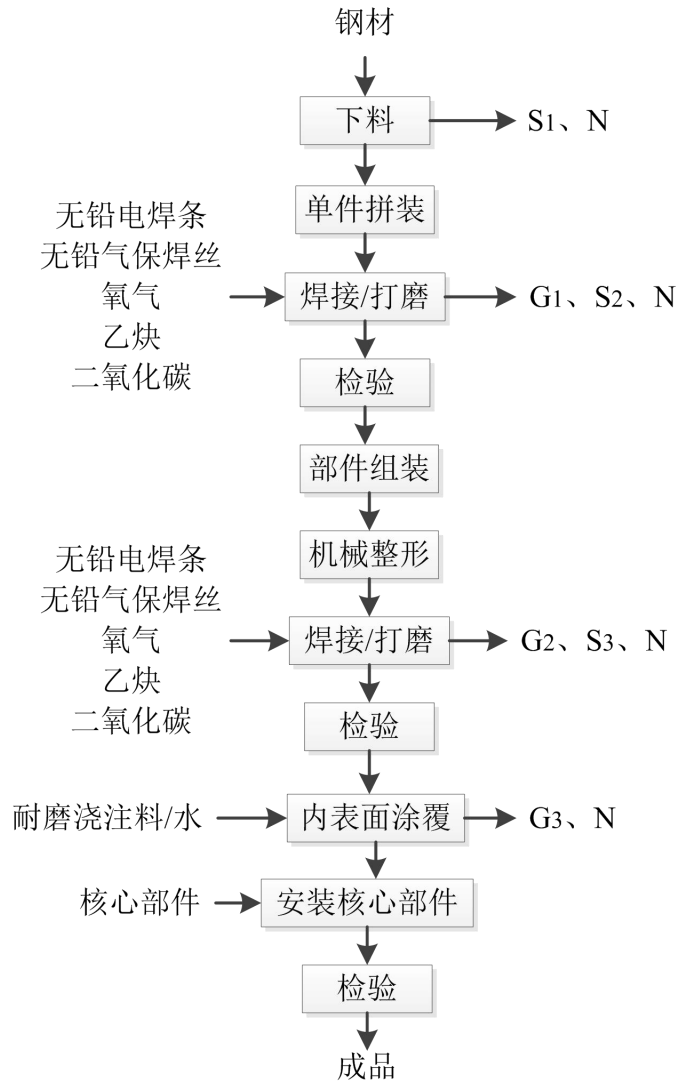 钢材
下料
S1、N
单件拼装
无铅电焊条
无铅气保焊丝
氧气
乙炔
二氧化碳
焊接/打磨
G1、S2、N
检验
部件组装
机械整形
无铅电焊条
无铅气保焊丝
氧气
乙炔
二氧化碳
焊接/打磨
G2、S3、N
检验
耐磨浇注料/水
内表面涂覆
G3、N
核心部件
安装核心部件
检验
成品